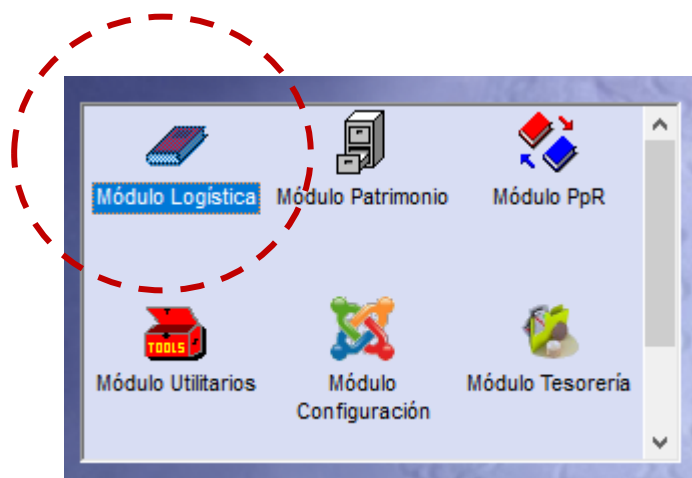 Módulo Logística
Módulo Patrimonio
Módulo PpR
TOOLS
Módulo Utilitarios
Módulo
Configuración
Módulo Tesorería